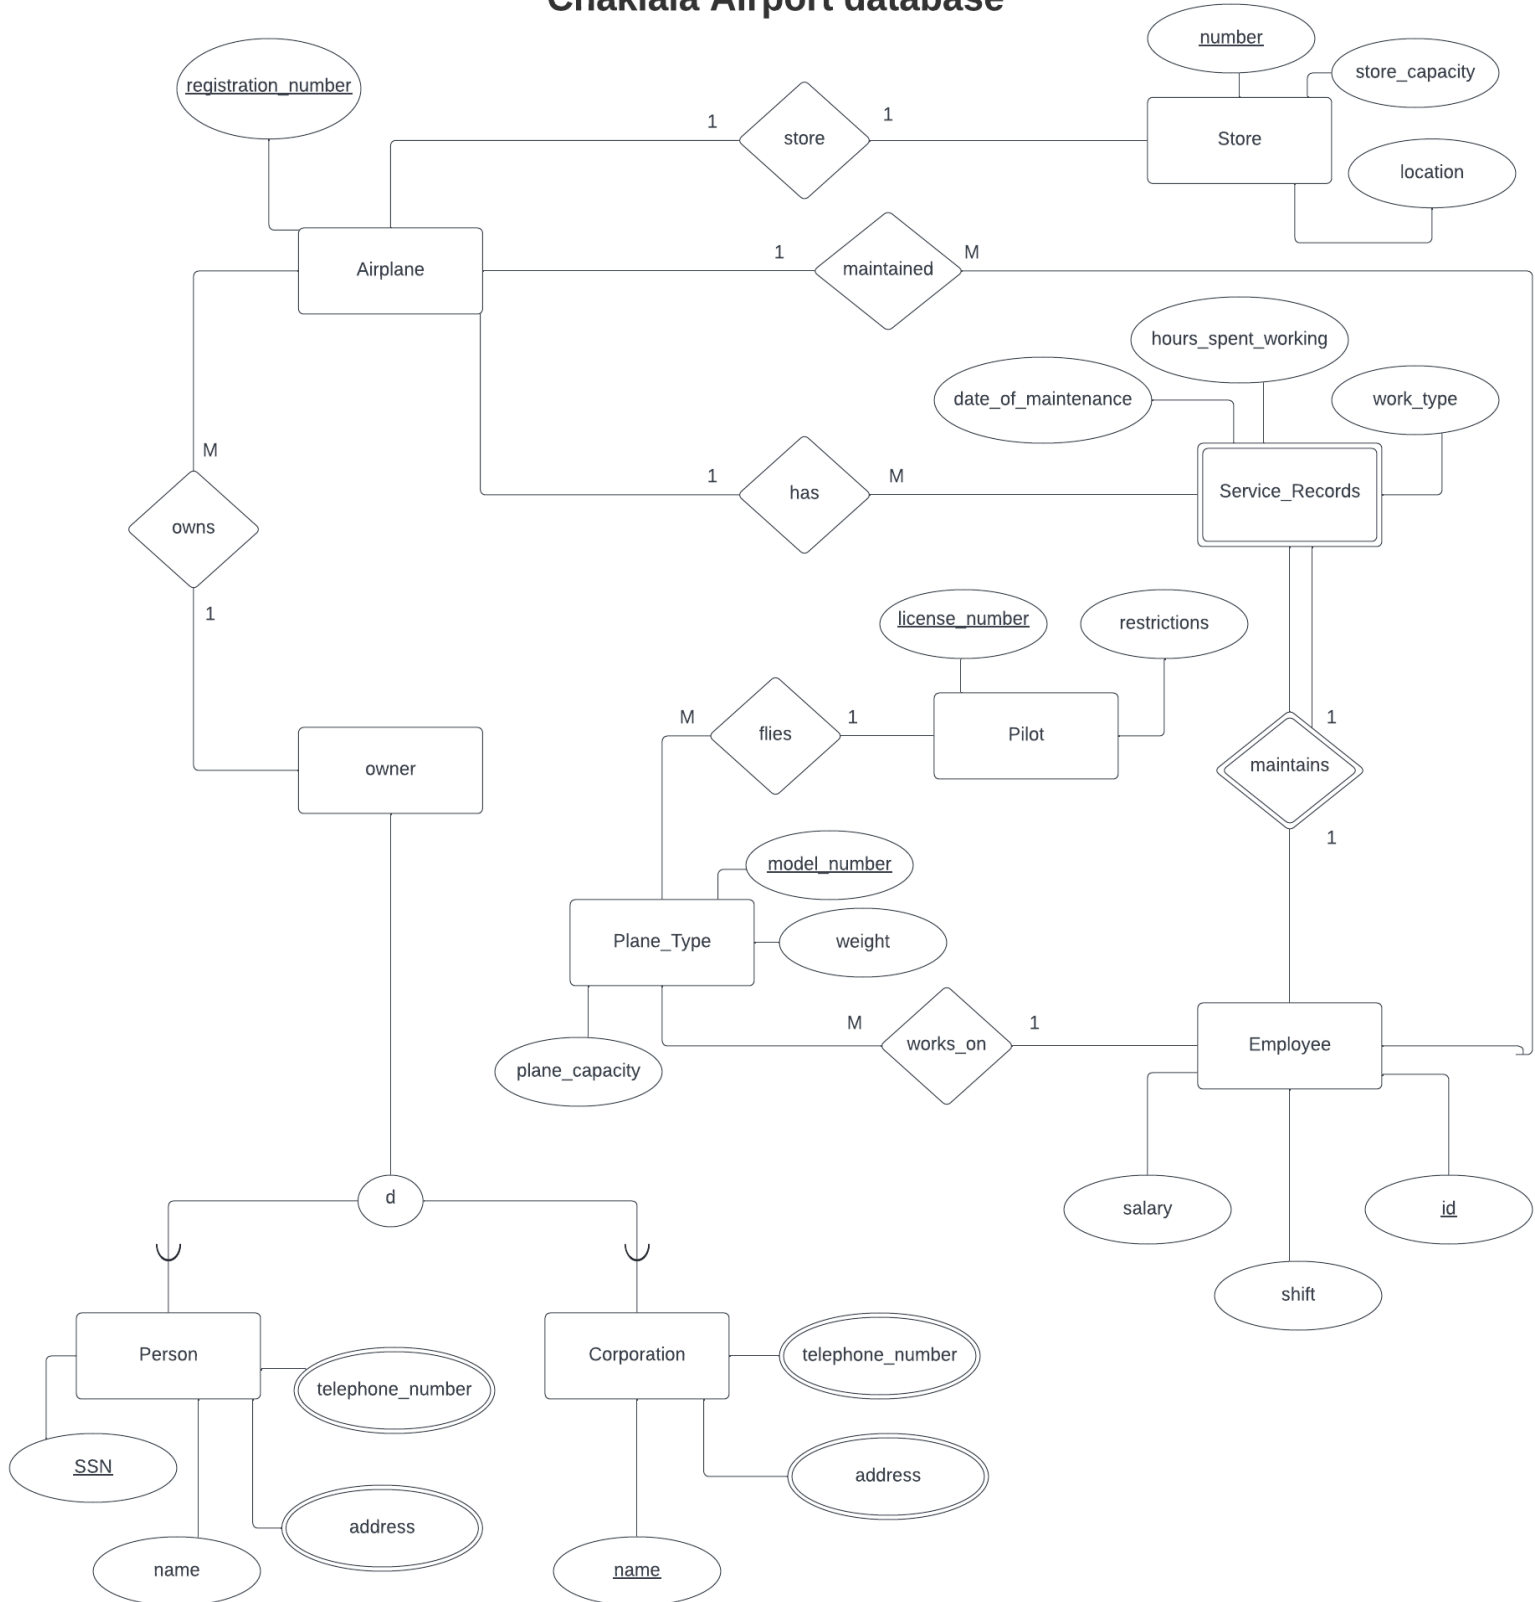 Chaklala Airport database
number
registration_number
store_capacity
1
1
store
Store
location
1
M
Airplane
maintained
hours_spent_working
date_of_maintenance
work_type
M
1
M
has
Service_Records
owns
1
license_number
restrictions
M
1
1
flies
Pilot
maintains
owner
1
model_number
Plane_Type
weight
M
1
works_on
Employee
plane_capacity
d
salary
id
shift
Person
Corporation
telephone_number
telephone_number
SSN
address
address
name
name